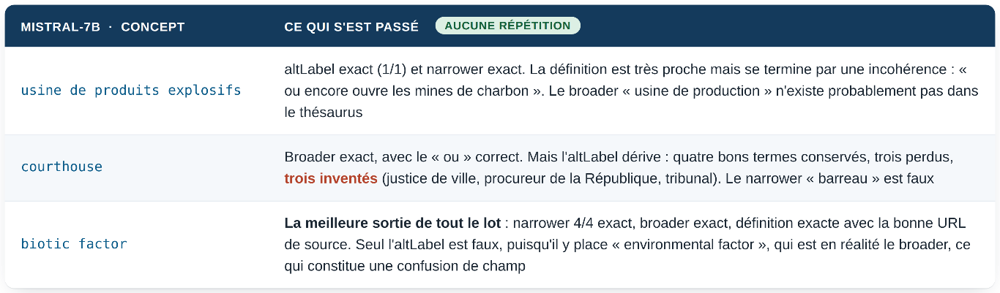 MISTRAL-7B · CONCEPT
CE QUI S'EST PASSÉ AUCUNE RÉPÉTITION
usine de produits explosifs
altLabel exact (1/1) et narrower exact. La définition est très proche mais se termine par une incohérence : «
ou encore ouvre les mines de charbon ». Le broader « usine de production » n'existe probablement pas dans
le thésaurus
courthouse
Broader exact, avec le « ou » correct. Mais l'altLabel dérive : quatre bons termes conservés, trois perdus,
trois inventés (justice de ville, procureur de la République, tribunal). Le narrower « barreau » est faux
biotic factor
La meilleure sortie de tout le lot : narrower 4/4 exact, broader exact, définition exacte avec la bonne URL
de source. Seul l'altLabel est faux, puisqu'il y place « environmental factor », qui est en réalité le broader, ce
qui constitue une confusion de champ